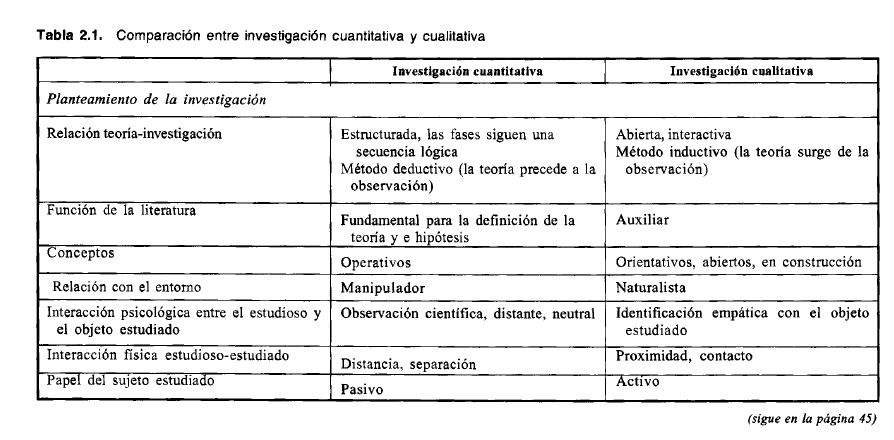 Tabla 2.1. Comparación entre investigación cuantitativa y cualitativa
Investigación cuantitativa
Investigación cualitativa
Planteamiento de la investigación
Relación teoría-investigación
Estructurada, las fases siguen una
secuencia lógica
Método deductivo (la teoría precede a la
observación)
Abierta, interactiva
Método inductivo (la teoría surge de la
observación)
Función de la literatura
Fundamental para la definición de la
teoría y e hipótesis
Auxiliar
Conceptos
Operativos
Orientativos, abiertos, en construcción
Relación con el entorno
Manipulador
Naturalista
Interacción psicológica entre el estudioso y
el objeto estudiado
Observación científica, distante, neutral
Identificación empática con el objeto
estudiado
Interacción física estudioso-estudiado
Distancia, separación
Proximidad, contacto
Papel del sujeto estudiado
Pasivo
Activo
(sigue en la página 45)